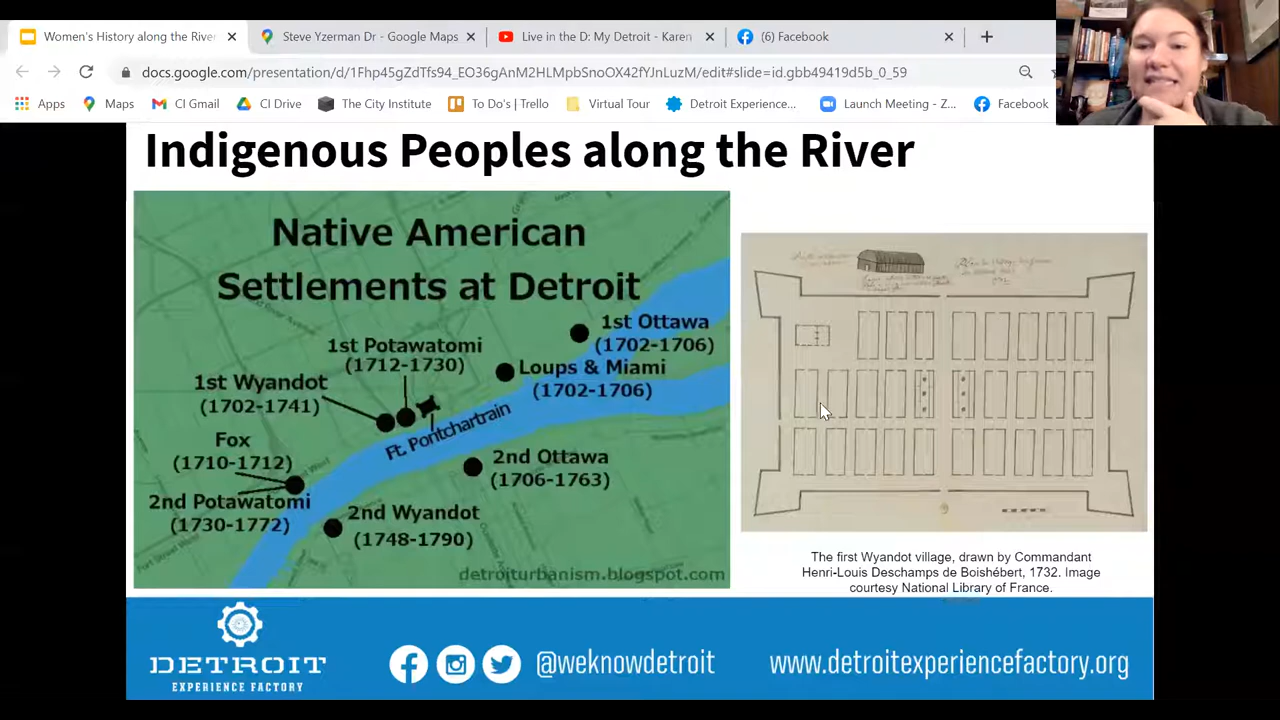 Women's History along the River
Steve Yzerman Dr - Google Maps
Live in the D: My Detroit - Karen
(6) Facebook
docs.google.com/presentation/d/1Fhp45gZdTfs94_EO36gAnM2HLMpbSnoOX42fYJnLuzM/edit#slide=id.gbb49419d5b_0_59
Apps
Maps
CI Gmail
CI Drive
The City Institute
To Do's | Trello
Virtual Tour
Detroit Experience...
Launch Meeting - Z...
Facebook
Indigenous Peoples along the River
Native American
Settlements at Detroit
1st Ottawa
(1702-1706)
1st Potawatomi
(1712-1730)
Loups & Miami
(1702-1706)
1st Wyandot
(1702-1741)
Ft. Pontchartrain
Fox
(1710-1712)
2nd Ottawa
(1706-1763)
2nd Potawatomi
(1730-1772)
2nd Wyandot
(1748-1790)
detroiturbanism.blogspot.com
The first Wyandot village, drawn by Commandant
Henri-Louis Deschamps de Boishébert, 1732. Image
courtesy National Library of France.
DETROIT
EXPERIENCE FACTORY
@weknowdetroit
www.detroitexperiencefactory.org